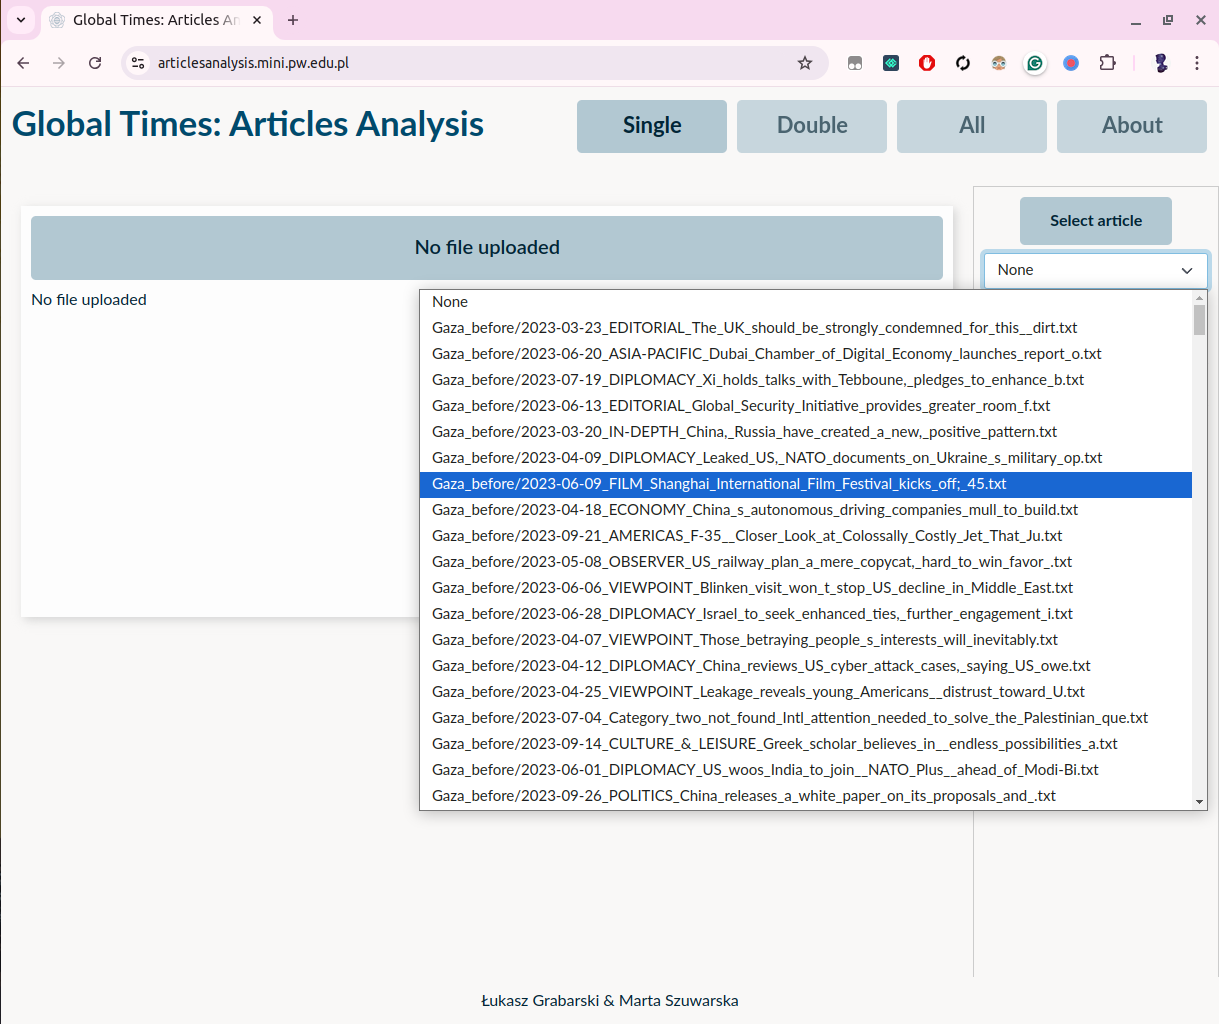 Global Times: Articles An
articlesanalysis.mini.pw.edu.pl
Global Times: Articles Analysis
Single
Double
All
About
No file uploaded
No file uploaded
Select article
None
None
Gaza_before/2023-03-23_EDITORIAL_The_UK_should_be_strongly_condemned_for_this__dirt.txt
Gaza_before/2023-06-20_ASIA-PACIFIC_Dubai_Chamber_of_Digital_Economy_launches_report_o.txt
Gaza_before/2023-07-19_DIPLOMACY_Xi_holds_talks_with_Tebboune,_pledges_to_enhance_b.txt
Gaza_before/2023-06-13_EDITORIAL_Global_Security_Initiative_provides_greater_room_f.txt
Gaza_before/2023-03-20_IN-DEPTH_China,_Russia_have_created_a_new,_positive_pattern.txt
Gaza_before/2023-04-09_DIPLOMACY_Leaked_US,_NATO_documents_on_Ukraine_s_military_op.txt
Gaza_before/2023-06-09_FILM_Shanghai_International_Film_Festival_kicks_off;_45.txt
Gaza_before/2023-04-18_ECONOMY_China_s_autonomous_driving_companies_mull_to_build.txt
Gaza_before/2023-09-21_AMERICAS_F-35__Closer_Look_at_Colossally_Costly_Jet_That_Ju.txt
Gaza_before/2023-05-08_OBSERVER_US_railway_plan_a_mere_copycat,_hard_to_win_favor_.txt
Gaza_before/2023-06-06_VIEWPOINT_Blinken_visit_won_t_stop_US_decline_in_Middle_East.txt
Gaza_before/2023-06-28_DIPLOMACY_Israel_to_seek_enhanced_ties,_further_engagement_i.txt
Gaza_before/2023-04-07_VIEWPOINT_Those_betraying_people_s_interests_will_inevitably.txt
Gaza_before/2023-04-12_DIPLOMACY_China_reviews_US_cyber_attack_cases,_saying_US_owe.txt
Gaza_before/2023-04-25_VIEWPOINT_Leakage_reveals_young_Americans__distrust_toward_U.txt
Gaza_before/2023-07-04_Category_two_not_found_Intl_attention_needed_to_solve_the_Palestinian_que.txt
Gaza_before/2023-09-14_CULTURE_&_LEISURE_Greek_scholar_believes_in__endless_possibilities_a.txt
Gaza_before/2023-06-01_DIPLOMACY_US_woos_India_to_join__NATO_Plus__ahead_of_Modi-Bi.txt
Gaza_before/2023-09-26_POLITICS_China_releases_a_white_paper_on_its_proposals_and_.txt
Łukasz Grabarski & Marta Szuwarska